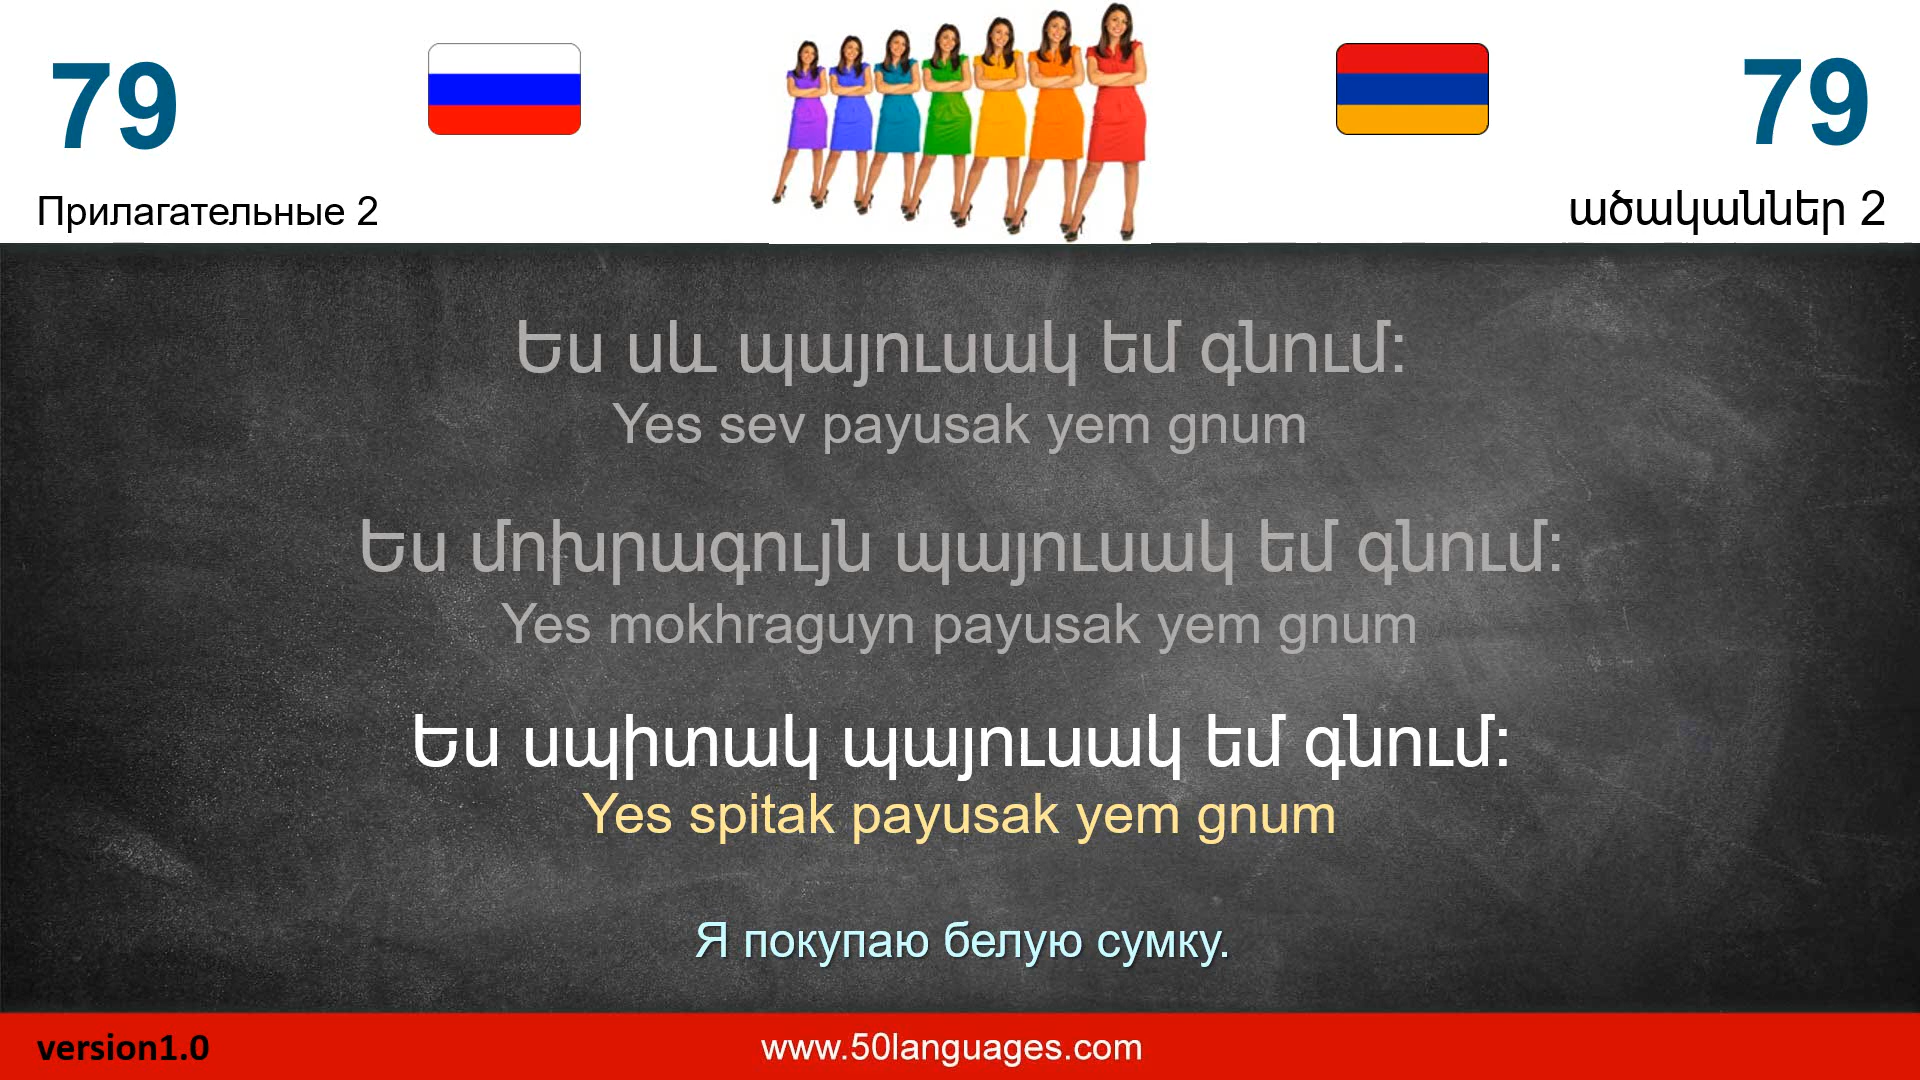 79
79
Прилагательные 2
ածականներ 2
Ես սև պայուսակ եմ գնում:
Yes sev payusak yem gnum
Ես մոխրագույն պայուսակ եմ գնում:
Yes mokhraguyn payusak yem gnum
Ես սպիտակ պայուսակ եմ գնում:
Yes spitak payusak yem gnum
Я покупаю белую сумку.
version1.0
www.50languages.com